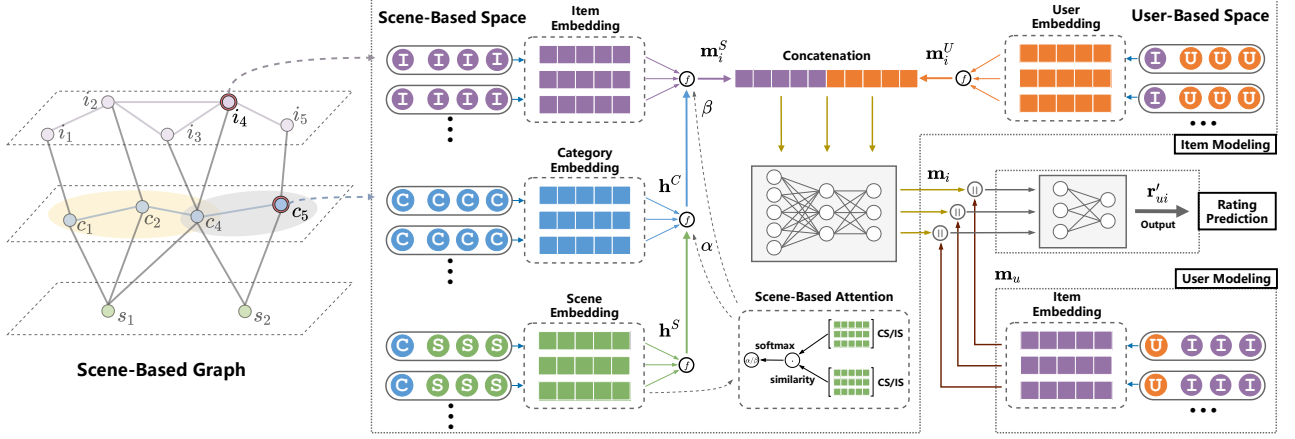 Scene-Based Space
Item
Embedding
I I I I
I I I I
m_i^S
Concatenation
m_i^U
User
Embedding
User-Based Space
I U U U
I U U U
i_1
i_2
i_3
i_4
i_5
f
β
f
Item Modeling
Category
Embedding
C C C C
C C C C
h^C
f
α
c_1
c_2
c_4
c_5
m_i
||
||
||
r'_{ui}
Output
Rating
Prediction
s_1
s_2
Scene-Based Graph
Scene
Embedding
C S S S
C S S S
h^S
f
Scene-Based Attention
softmax
α/β
·
similarity
CS/IS
CS/IS
m_u
User Modeling
Item
Embedding
U I I I
U I I I